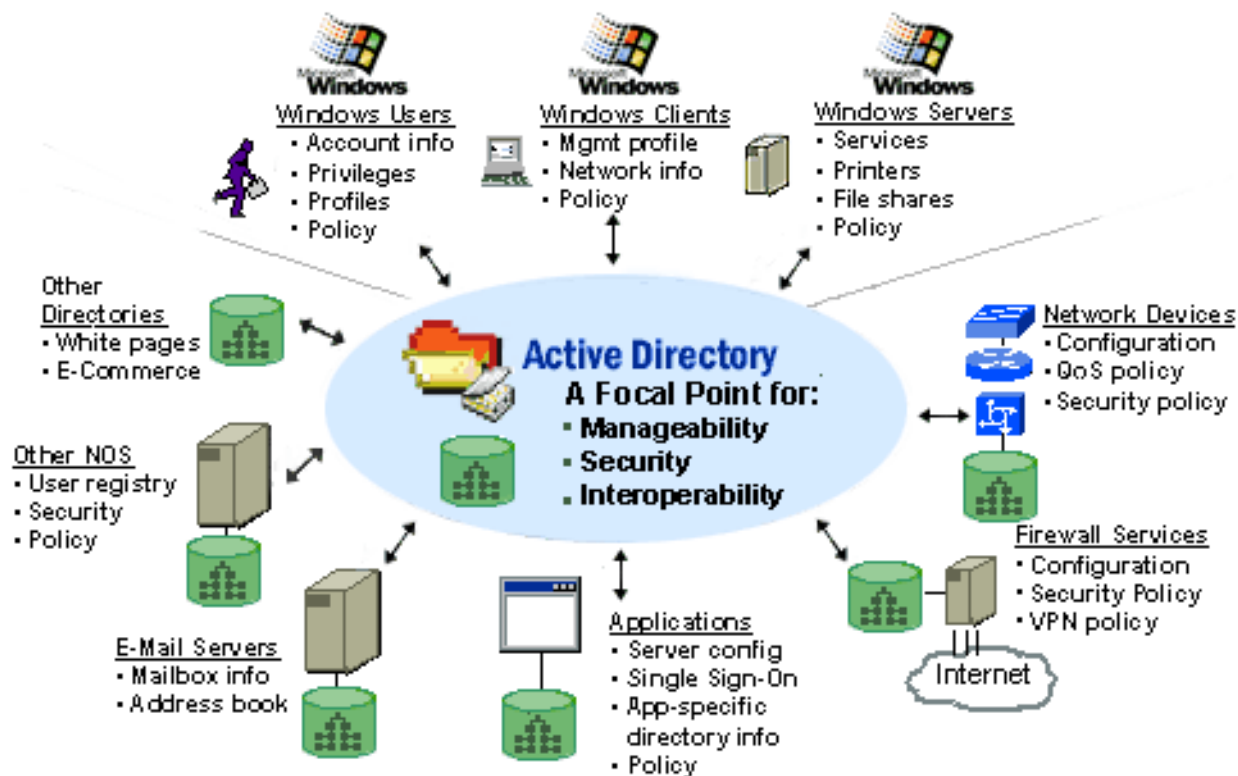 Microsoft
Windows
Windows Users
• Account info
• Privileges
• Profiles
• Policy
Microsoft
Windows
Windows Clients
• Mgmt profile
• Network info
• Policy
Microsoft
Windows
Windows Servers
• Services
• Printers
• File shares
• Policy
Other
Directories
• White pages
• E-Commerce
Active Directory
A Focal Point for:
▪ Manageability
▪ Security
▪ Interoperability
Network Devices
• Configuration
• QoS policy
• Security policy
Other NOS
• User registry
• Security
• Policy
Firewall Services
• Configuration
• Security Policy
• VPN policy
Internet
E-Mail Servers
• Mailbox info
• Address book
Applications
• Server config
• Single Sign-On
• App-specific
directory info
• Policy